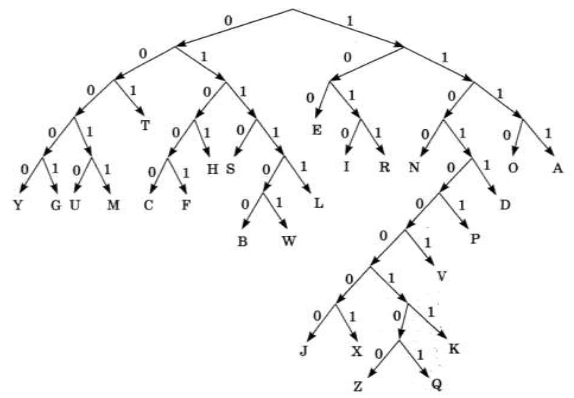 0 1
0 1 0 1
0 1 0 1 0 1 0 1
0 1 T 0 1 0 1 E 0 1 0 1 0 1
0 1 0 1 0 1 H S 0 1 I R N 0 1 O A
Y G U M C F 0 1 L 0 1 D
B W 0 1 P
0 1 V
0 1 0 1
J X 0 1 K
Z Q